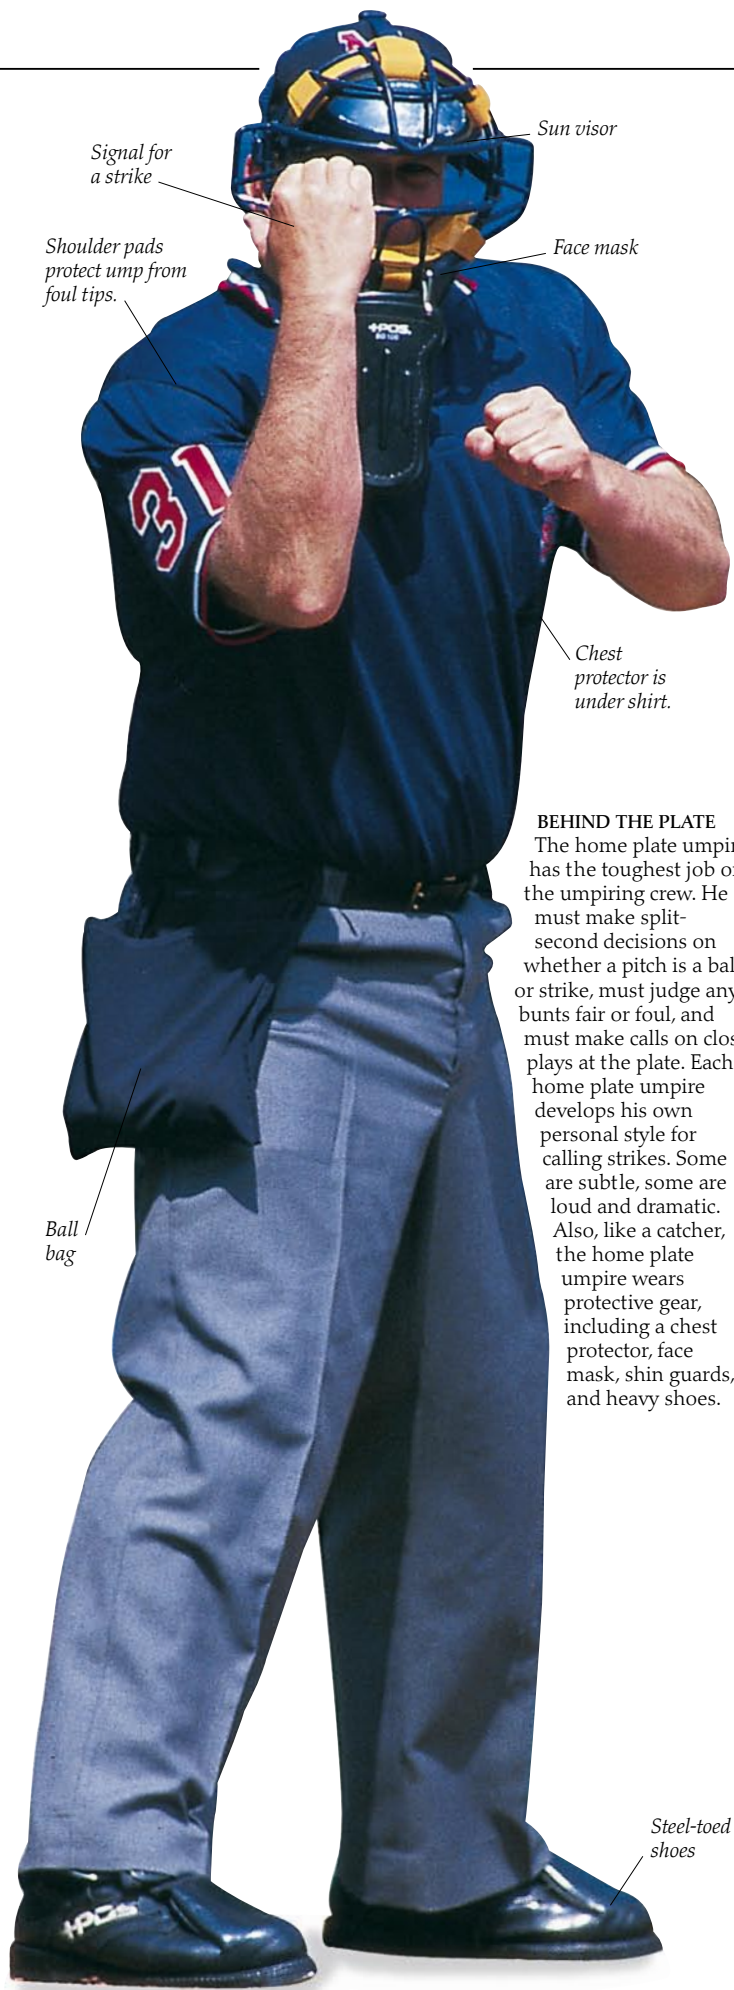 Sun visor
Signal for
a strike
Shoulder pads
protect ump from
foul tips.
Face mask
+POS.
31
Chest
protector is
under shirt.
BEHIND THE PLATE
The home plate umpir
has the toughest job o
the umpiring crew. He
must make split-
second decisions on
whether a pitch is a bal
or strike, must judge any
bunts fair or foul, and
must make calls on clos
plays at the plate. Each
home plate umpire
develops his own
personal style for
calling strikes. Some
are subtle, some are
loud and dramatic.
Also, like a catcher,
the home plate
umpire wears
protective gear,
including a chest
protector, face
mask, shin guards,
and heavy shoes.
Ball
bag
Steel-toed
shoes
+POS